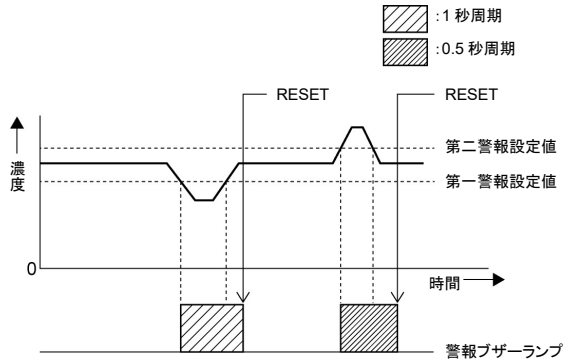 :1 秒周期
:0.5 秒周期
RESET
RESET
濃度
第二警報設定値
第一警報設定値
0
時間
警報ブザーランプ